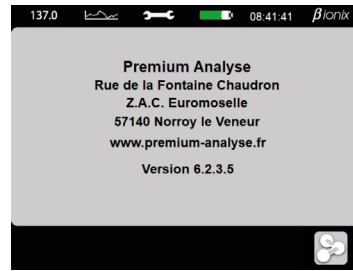 137.0 08:41:41 βionix
Premium Analyse
Rue de la Fontaine Chaudron
Z.A.C. Euromoselle
57140 Norroy le Veneur
www.premium-analyse.fr
Version 6.2.3.5